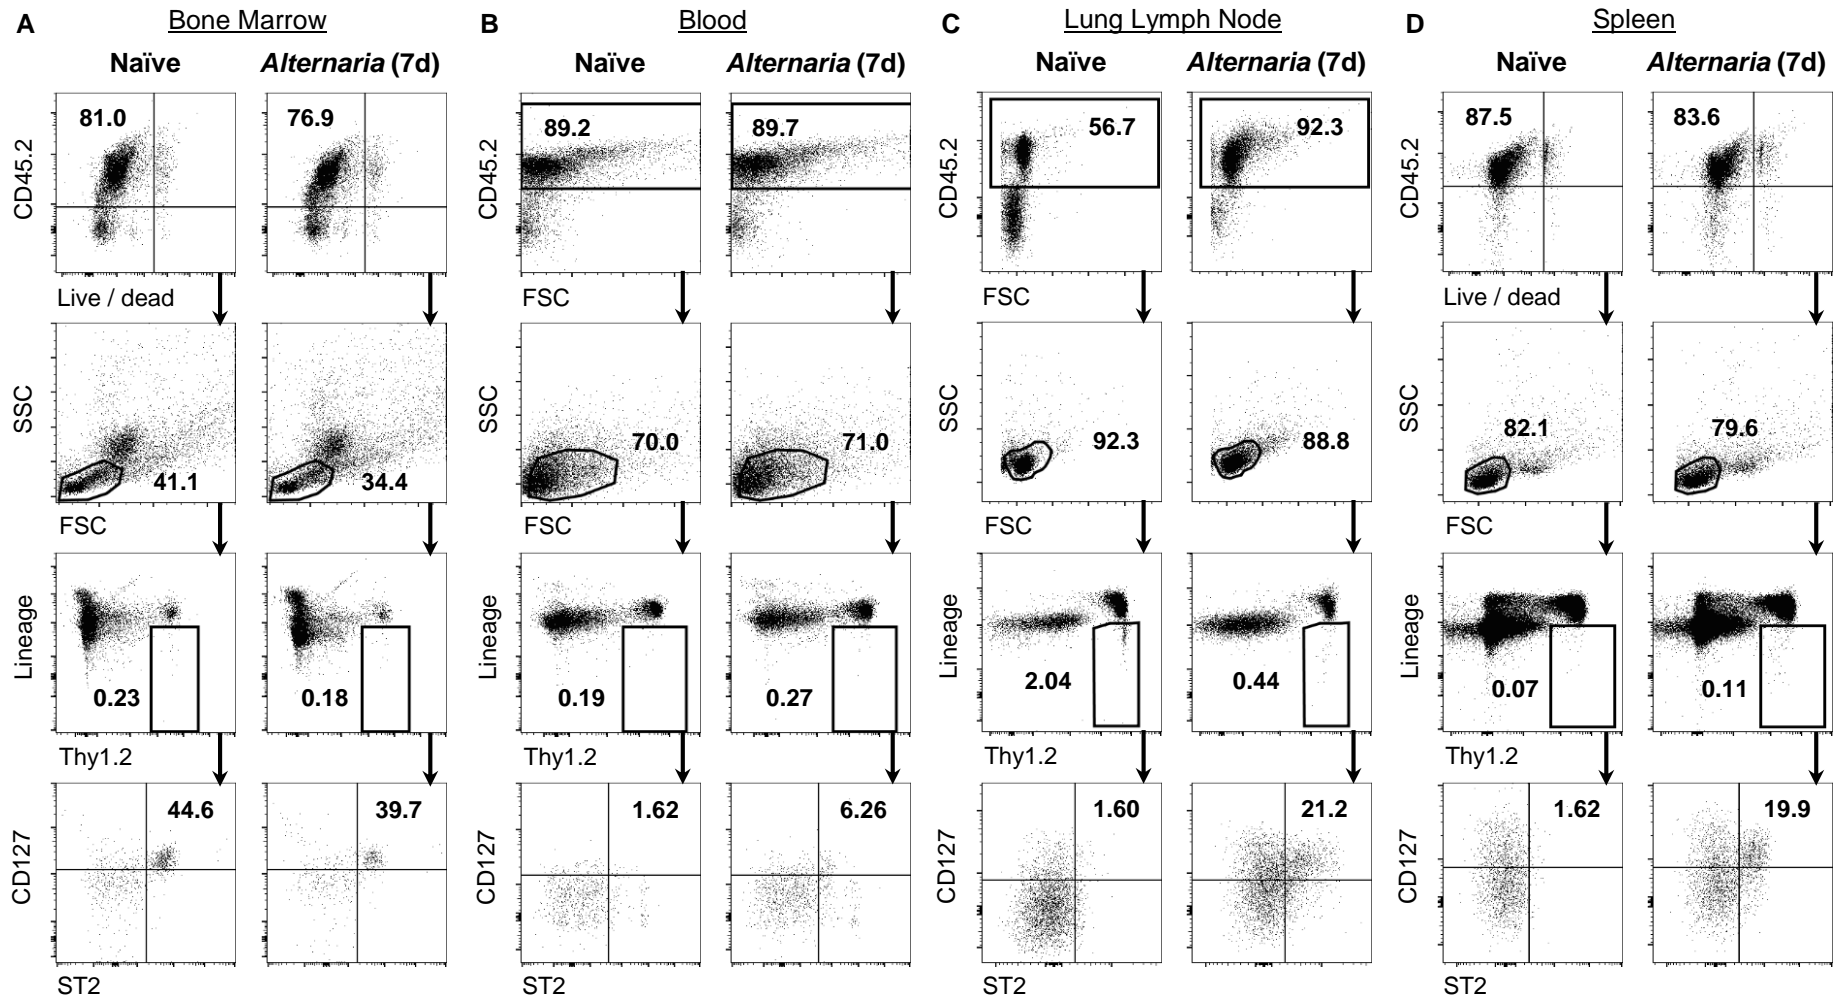 A Bone Marrow B Blood C Lung Lymph Node D Spleen
Naïve Alternaria (7d) Naïve Alternaria (7d) Naïve Alternaria (7d) Naïve Alternaria (7d)
CD45.2 81.0 76.9 CD45.2 89.2 89.7 CD45.2 56.7 92.3 CD45.2 87.5 83.6
Live / dead FSC FSC Live / dead
SSC 41.1 34.4 SSC 70.0 71.0 SSC 92.3 88.8 SSC 82.1 79.6
FSC FSC FSC FSC
Lineage 0.23 0.18 Lineage 0.19 0.27 Lineage 2.04 0.44 Lineage 0.07 0.11
Thy1.2 Thy1.2 Thy1.2 Thy1.2
CD127 44.6 39.7 CD127 1.62 6.26 CD127 1.60 21.2 CD127 1.62 19.9
ST2 ST2 ST2 ST2